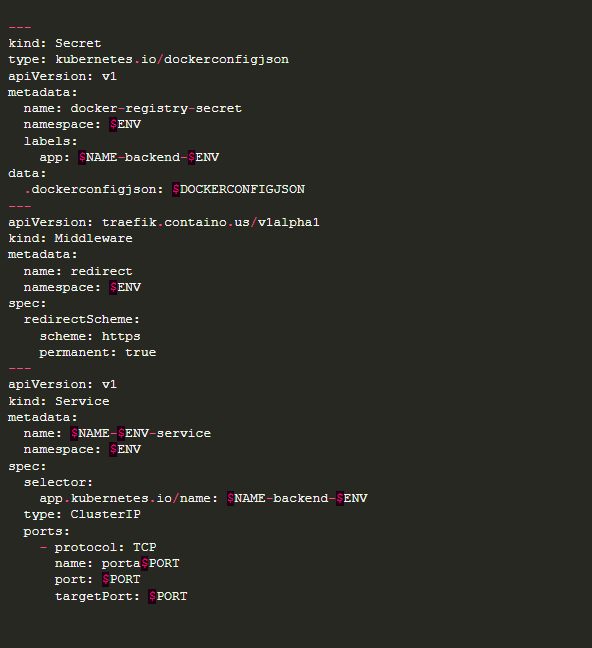 ---
kind: Secret
type: kubernetes.io/dockerconfigjson
apiVersion: v1
metadata:
  name: docker-registry-secret
  namespace: $ENV
  labels:
    app: $NAME-backend-$ENV
data:
  .dockerconfigjson: $DOCKERCONFIGJSON
---
apiVersion: traefik.containo.us/v1alpha1
kind: Middleware
metadata:
  name: redirect
  namespace: $ENV
spec:
  redirectScheme:
    scheme: https
    permanent: true
---
apiVersion: v1
kind: Service
metadata:
  name: $NAME-$ENV-service
  namespace: $ENV
spec:
  selector:
    app.kubernetes.io/name: $NAME-backend-$ENV
  type: ClusterIP
  ports:
    - protocol: TCP
      name: porta$PORT
      port: $PORT
      targetPort: $PORT